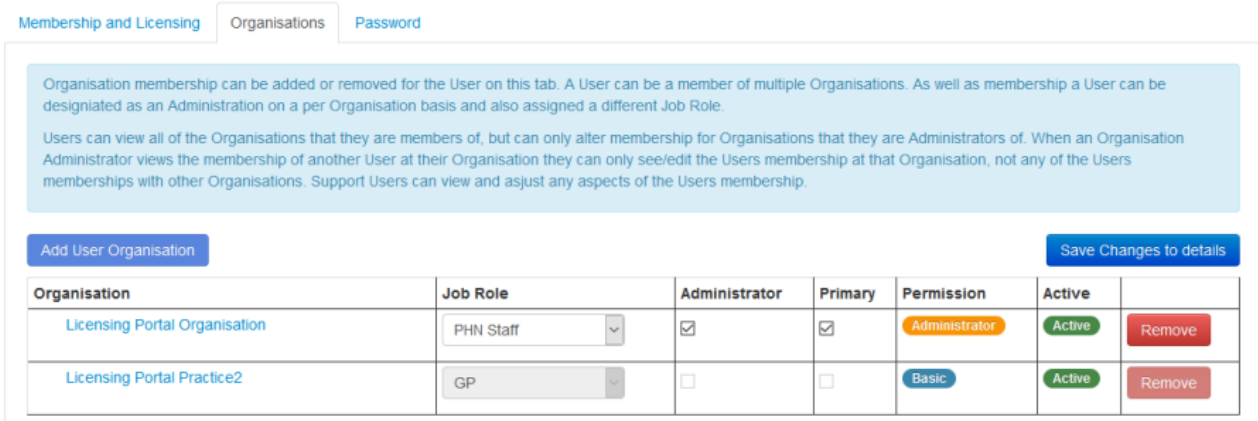 Membership and Licensing Organisations Password
Organisation membership can be added or removed for the User on this tab. A User can be a member of multiple Organisations. As well as membership a User can be
designiated as an Administration on a per Organisation basis and also assigned a different Job Role.
Users can view all of the Organisations that they are members of, but can only alter membership for Organisations that they are Administrators of. When an Organisation
Administrator views the membership of another User at their Organisation they can only see/edit the Users membership at that Organisation, not any of the Users
memberships with other Organisations. Support Users can view and asjust any aspects of the Users membership.
Add User Organisation Save Changes to details
Organisation Job Role Administrator Primary Permission Active
Licensing Portal Organisation PHN Staff Administrator Active Remove
Licensing Portal Practice2 GP Basic Active Remove